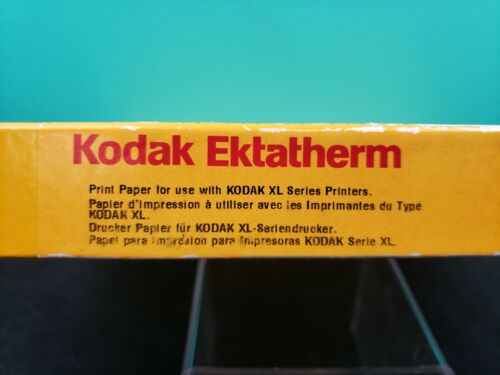 Kodak Ektatherm
Print Paper for use with KODAK XL Series Printers.
Papier d'impression à utiliser avec les Imprimantes du Type
KODAK XL.
Drucker Papier für KODAK XL-Seriendrucker.
Papel para impresión para Impresoras KODAK Serie XL.